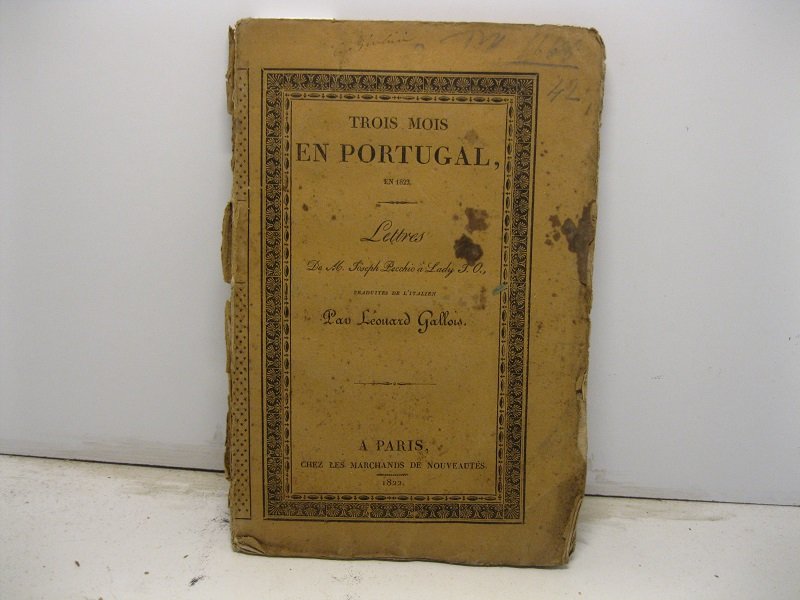 42
TROIS MOIS
EN PORTUGAL,
EN 1822.
Lettres
De M. Joseph Pecchio à Lady J. O.,
TRADUITES DE L'ITALIEN
Par Léonard Gallois.
A PARIS,
CHEZ LES MARCHANDS DE NOUVEAUTÉS.
1822.